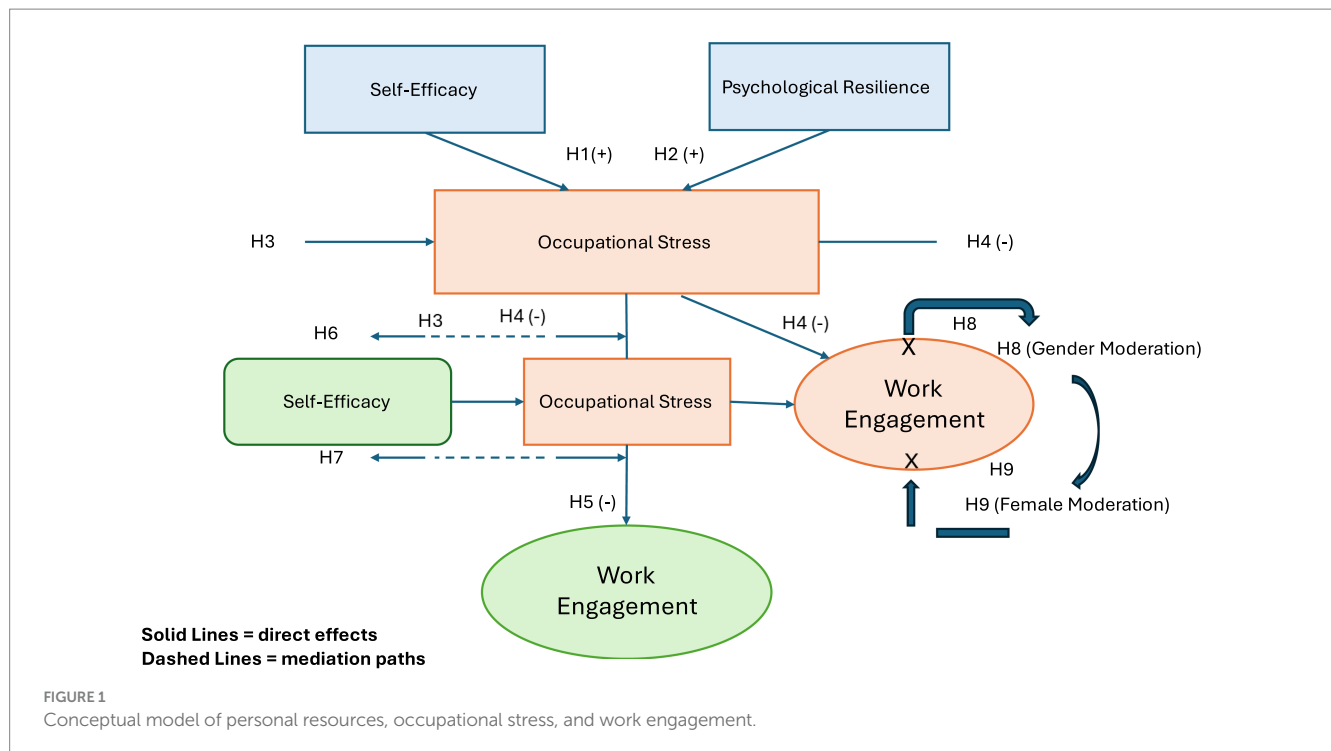 Self-Efficacy
Psychological Resilience
H1(+)
H2 (+)
H3
Occupational Stress
H4 (-)
H6
H3
H4 (-)
H4 (-)
H8
X
H8 (Gender Moderation)
Self-Efficacy
Occupational Stress
Work
Engagement
H7
X
H9
H5 (-)
H9 (Female Moderation)
Work
Engagement
Solid Lines = direct effects
Dashed Lines = mediation paths
FIGURE 1
Conceptual model of personal resources, occupational stress, and work engagement.